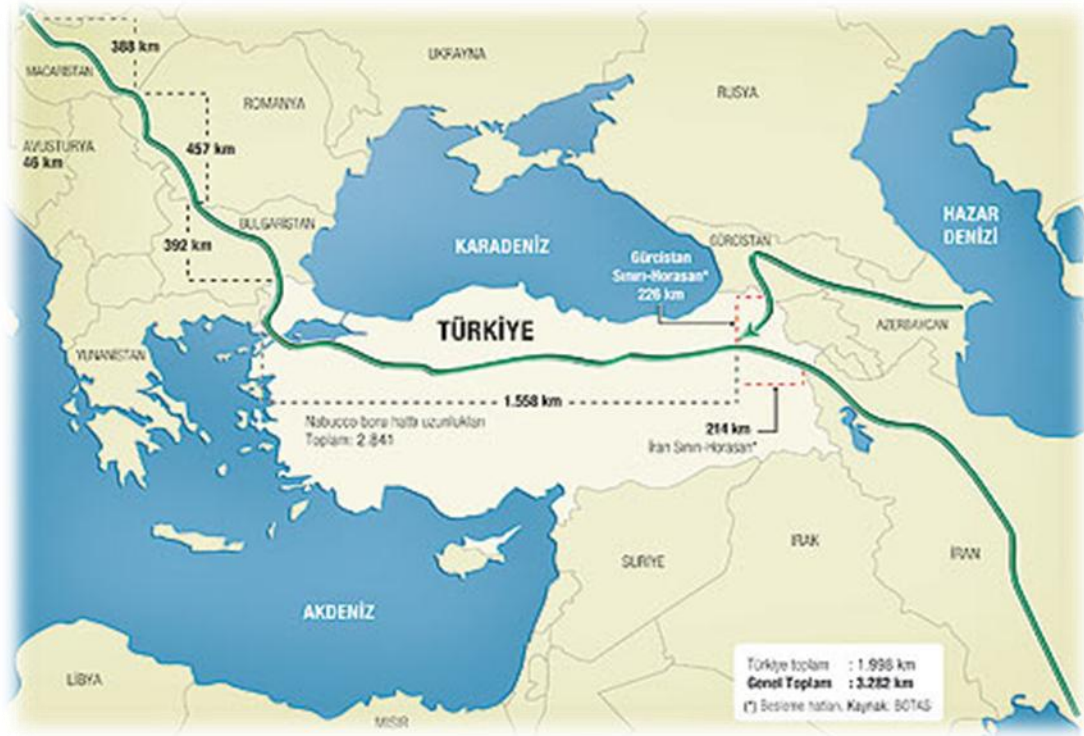 388 km
UKRAYNA
MACARİSTAN
RUSYA
ROMANYA
AVUSTURYA
46 km
457 km
BULGARİSTAN
392 km
KARADENİZ
GÜRCİSTAN
HAZAR
DENİZİ
Gürcistan
Sınırı-Horasan*
226 km
AZERBAYCAN
TÜRKİYE
YUNANİSTAN
1.558 km
Nabucco boru hattı uzunlukları
Toplam: 2.841
214 km
İran Sınırı-Horasan*
SURİYE
IRAK
İRAN
AKDENİZ
LİBYA
MISIR
Türkiye toplam : 1.998 km
Genel Toplam : 3.282 km
(*) Besleme hatları. Kaynak: BOTAŞ